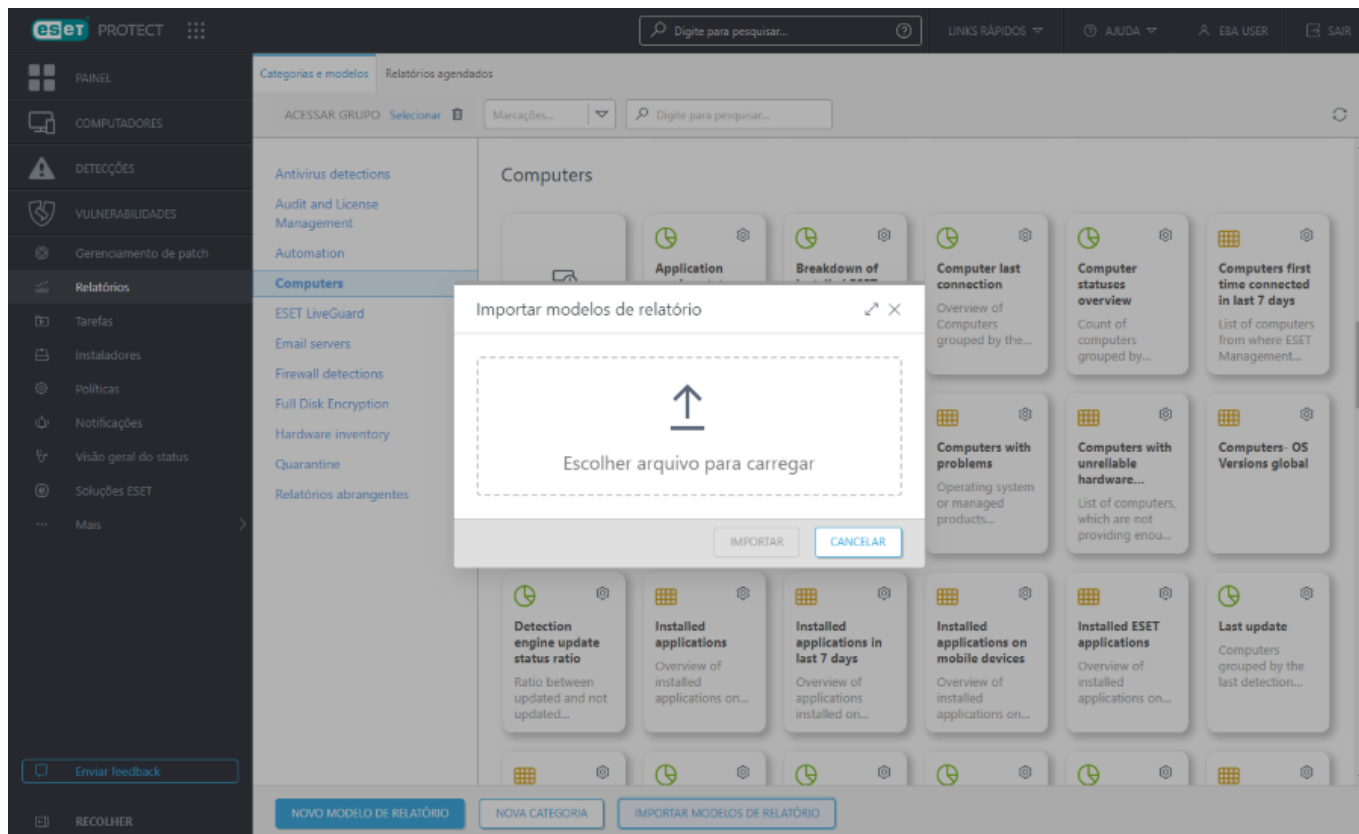 eset PROTECT
Digite para pesquisar...
LINKS RÁPIDOS
AJUDA
EBA USER
SAIR
PAINEL
COMPUTADORES
DETECÇÕES
VULNERABILIDADES
Gerenciamento de patch
Relatórios
Tarefas
Instaladores
Políticas
Notificações
Visão geral do status
Soluções ESET
Mais
Enviar feedback
RECOLHER
Categorias e modelos
Relatórios agendados
ACESSAR GRUPO Selecionar
Marcações...
Digite para pesquisar...
Antivirus detections
Audit and License
Management
Automation
Computers
ESET LiveGuard
Email servers
Firewall detections
Full Disk Encryption
Hardware inventory
Quarantine
Relatórios abrangentes
Computers
Application
Breakdown of
Computer last
connection
Overview of
Computers
grouped by the...
Computer
statuses
overview
Count of
computers
grouped by...
Computers first
time connected
in last 7 days
List of computers
from where ESET
Management...
Importar modelos de relatório
Escolher arquivo para carregar
IMPORTAR
CANCELAR
Computers with
problems
Operating system
or managed
products...
Computers with
unreliable
hardware...
List of computers,
which are not
providing enou...
Computers- OS
Versions global
Detection
engine update
status ratio
Ratio between
updated and not
updated...
Installed
applications
Overview of
installed
applications on...
Installed
applications in
last 7 days
Overview of
applications
installed on...
Installed
applications on
mobile devices
Overview of
installed
applications on...
Installed ESET
applications
Overview of
installed
applications on...
Last update
Computers
grouped by the
last detection...
NOVO MODELO DE RELATÓRIO
NOVA CATEGORIA
IMPORTAR MODELOS DE RELATÓRIO